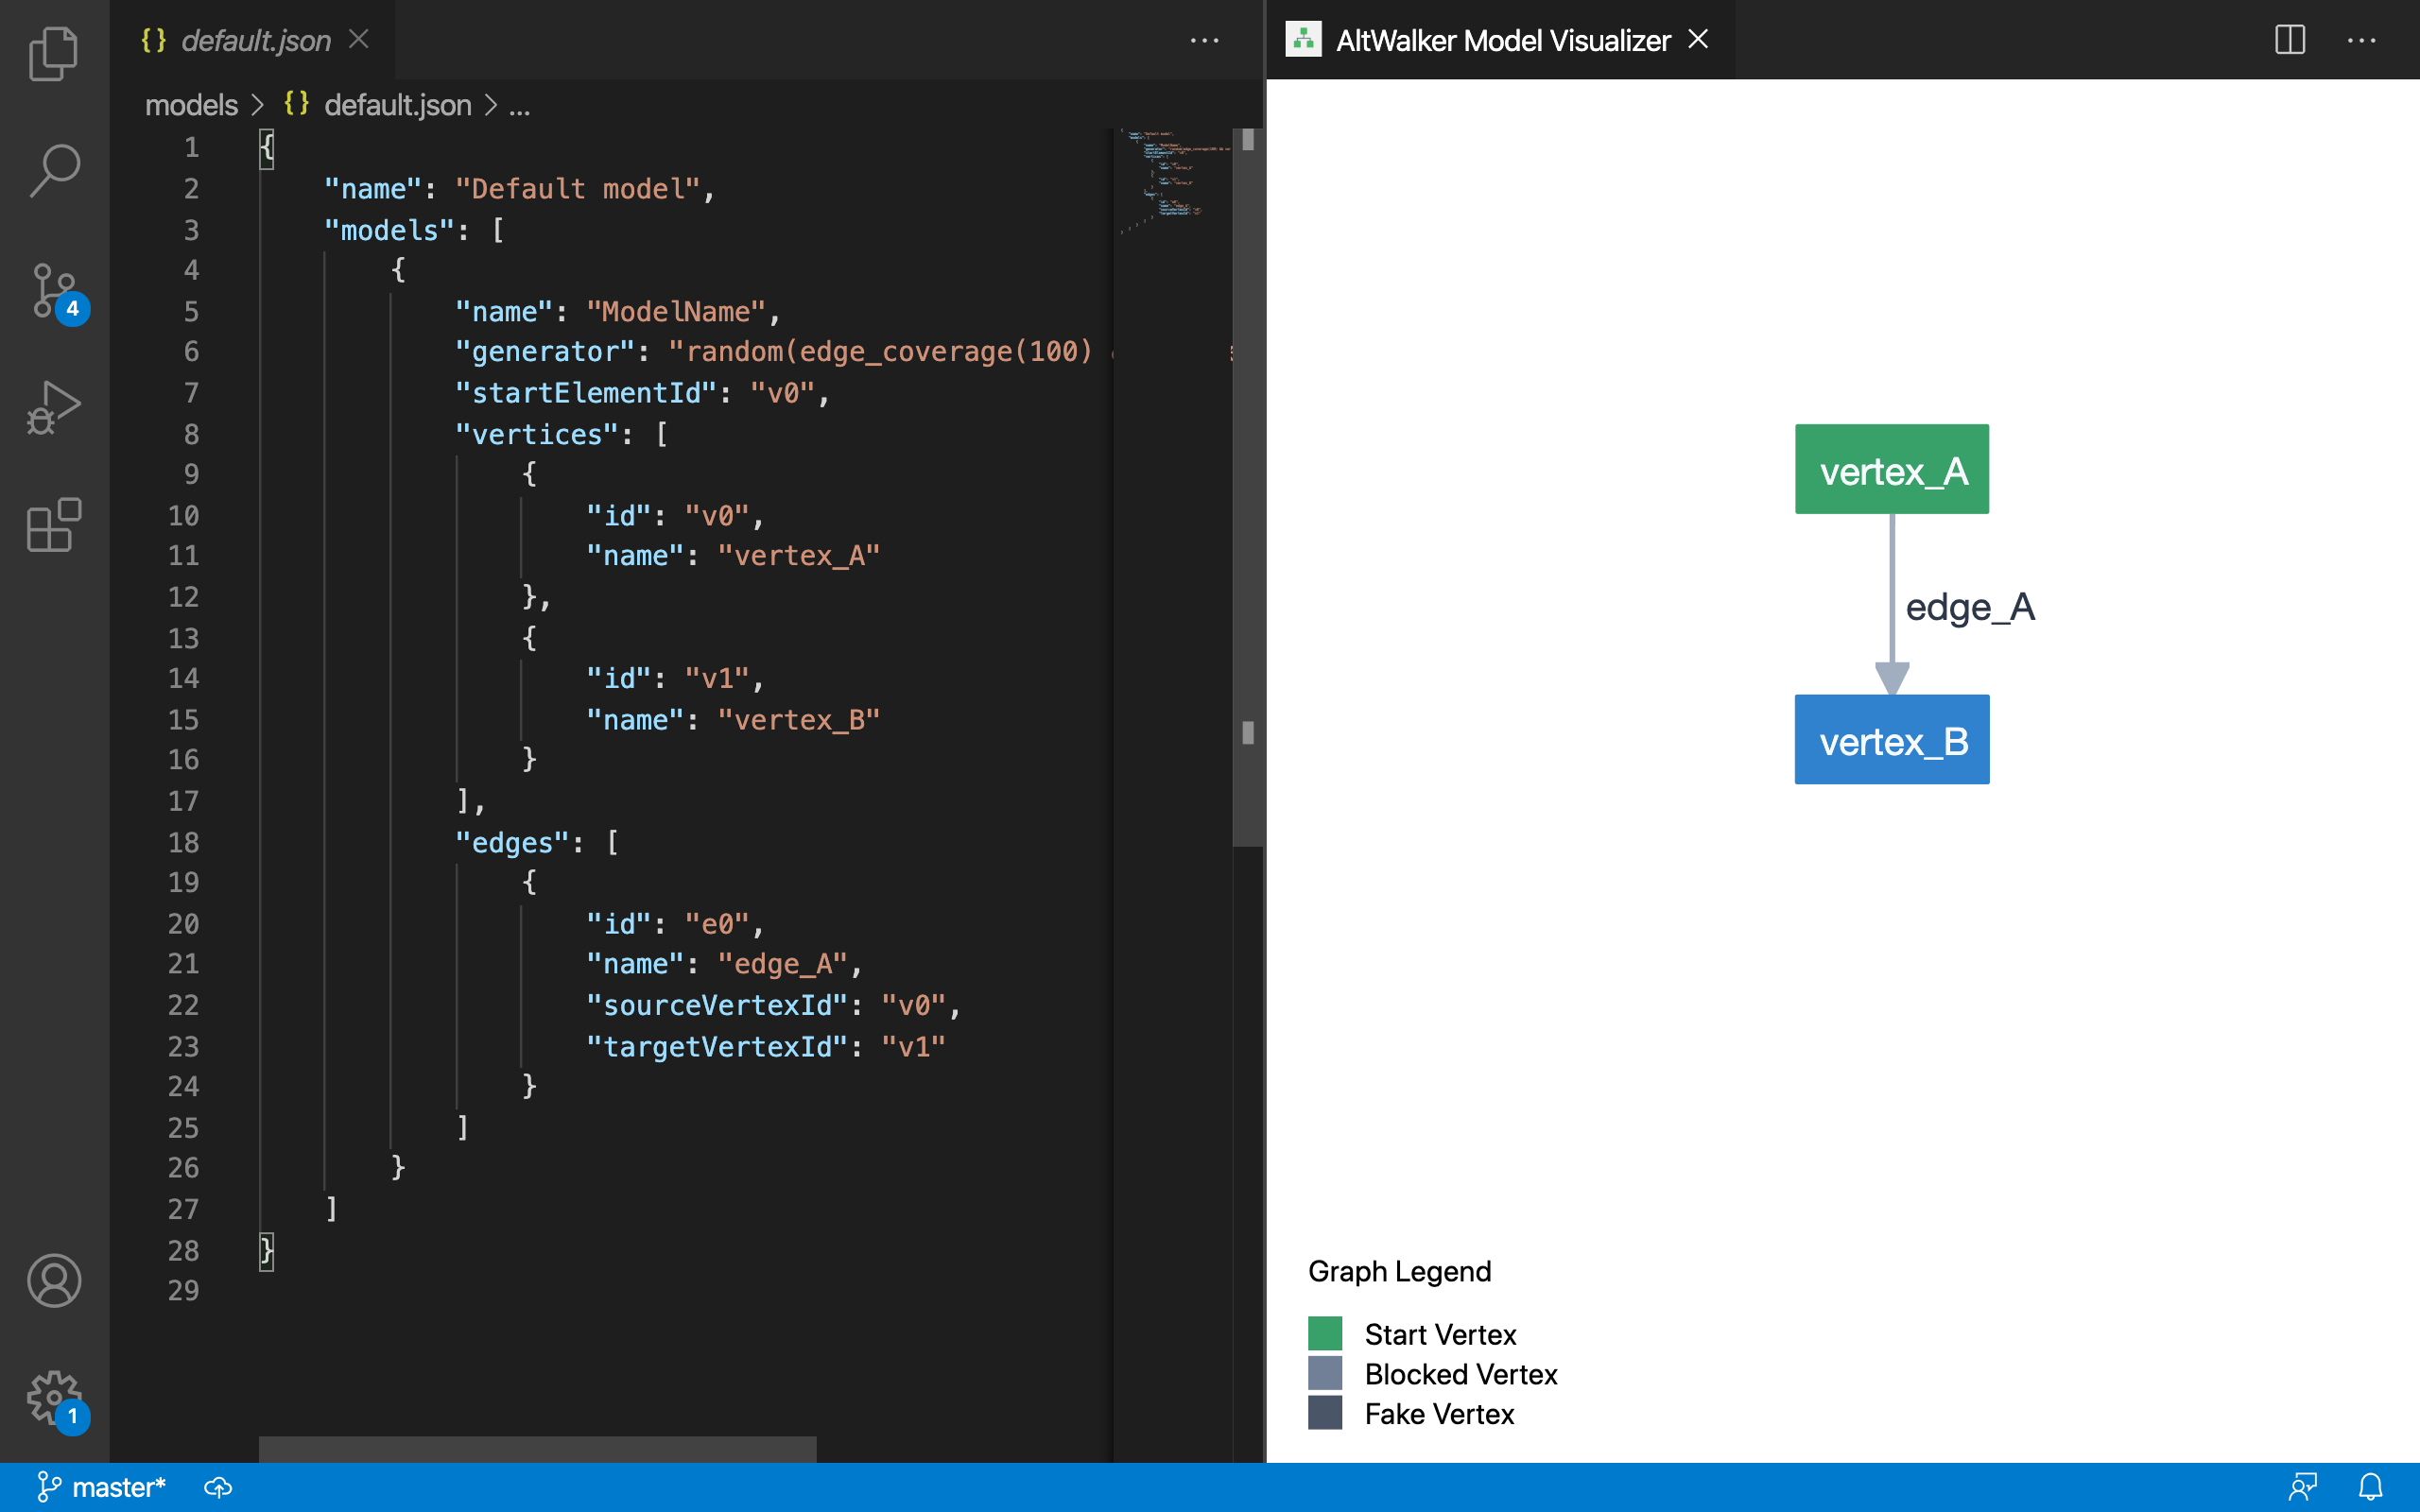 {} default.json
AltWalker Model Visualizer
models > {} default.json > ...
1 {
2 "name": "Default model",
3 "models": [
4 {
5 "name": "ModelName",
6 "generator": "random(edge_coverage(100)
7 "startElementId": "v0",
8 "vertices": [
9 {
10 "id": "v0",
11 "name": "vertex_A"
12 },
13 {
14 "id": "v1",
15 "name": "vertex_B"
16 }
17 ],
18 "edges": [
19 {
20 "id": "e0",
21 "name": "edge_A",
22 "sourceVertexId": "v0",
23 "targetVertexId": "v1"
24 }
25 ]
26 }
27 ]
28 }
29
4
1
vertex_A
edge_A
vertex_B
Graph Legend
Start Vertex
Blocked Vertex
Fake Vertex
master*